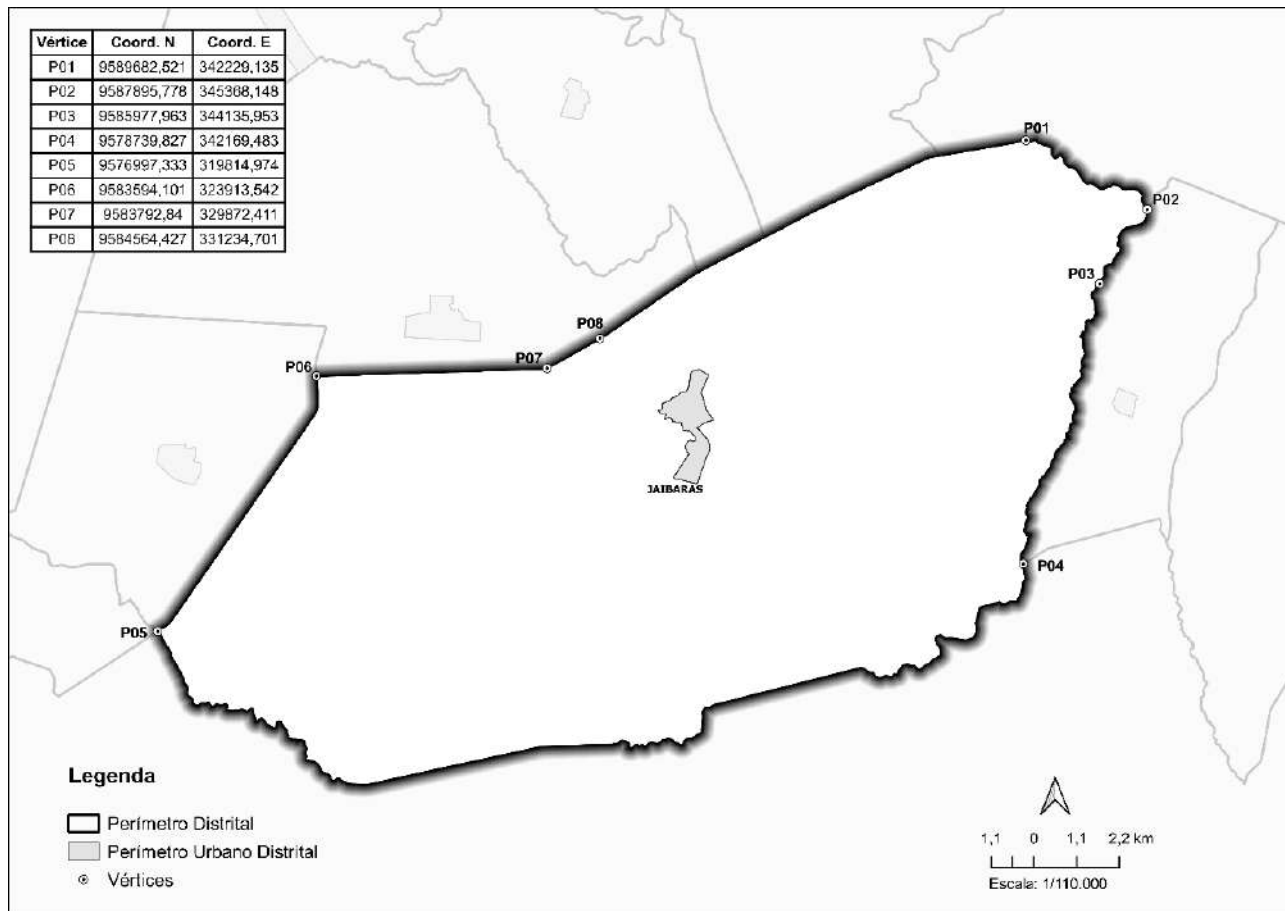 Vértice Coord. N Coord. E
P01 9589682,521 342229,135
P02 9587895,778 345368,148
P03 9585977,963 344135,953
P04 9578739,827 342169,483
P05 9576997,333 319814,974
P06 9583594,101 323913,542
P07 9583792,84 329872,411
P08 9584564,427 331234,701
P01
P02
P03
P08
P07
P06
JAIBARAS
P04
P05
Legenda
Perímetro Distrital
Perímetro Urbano Distrital
Vértices
1,1 0 1,1 2,2 km
Escala: 1/110.000